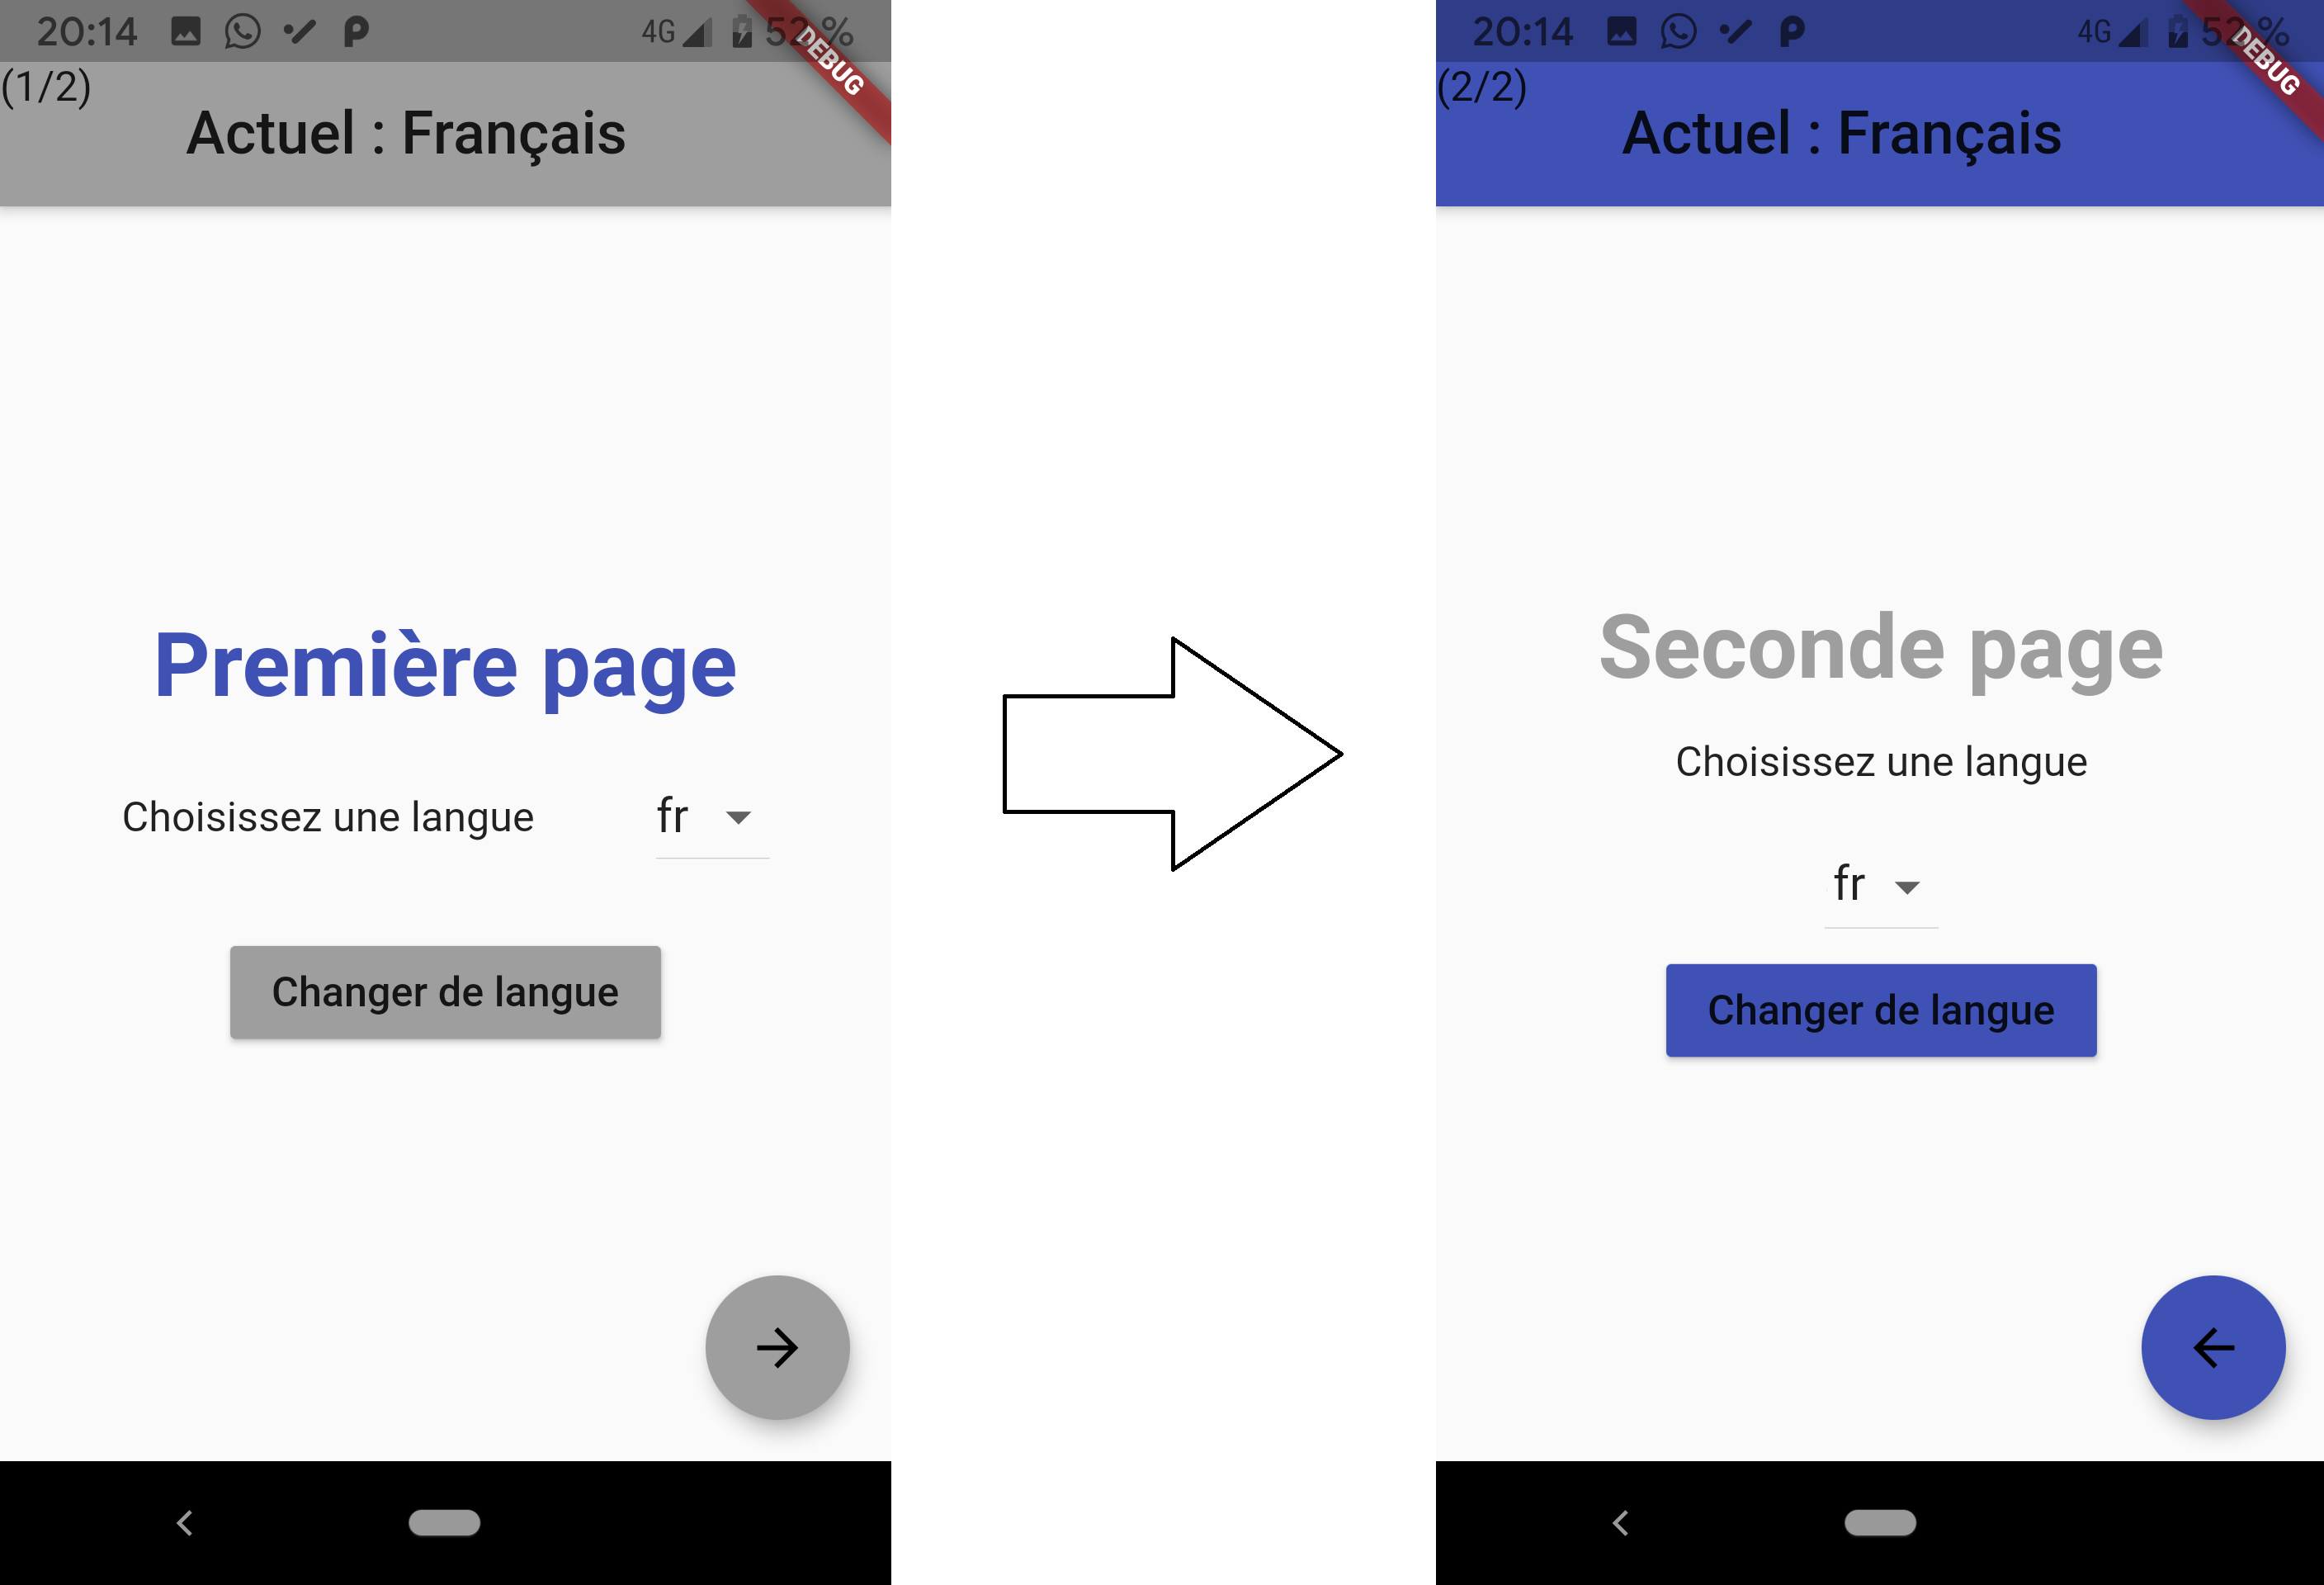 20:14 4G 52 %
DEBUG
(1/2)
Actuel : Français
Première page
Choisissez une langue fr
Changer de langue
20:14 4G 52 %
DEBUG
(2/2)
Actuel : Français
Seconde page
Choisissez une langue
fr
Changer de langue